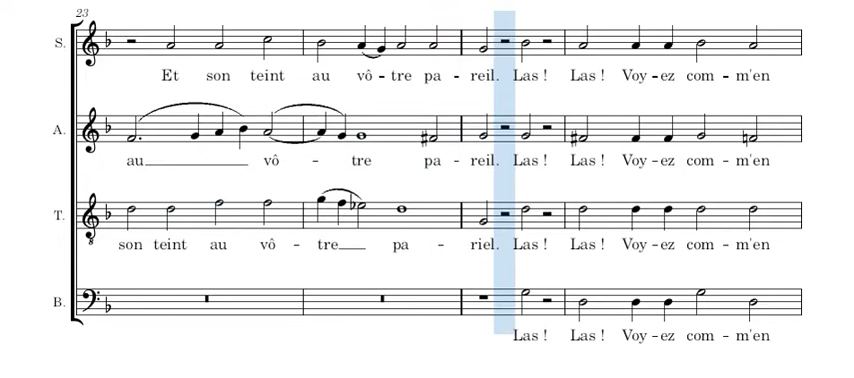 23
S.
Et son teint au vô - tre pa - reil. Las ! Las ! Voy - ez com - m'en
A.
au vô - tre pa - reil. Las ! Las ! Voy - ez com - m'en
T.
son teint au vô - tre pa - riel. Las ! Las ! Voy - ez com - m'en
B.
Las ! Las ! Voy - ez com - m'en